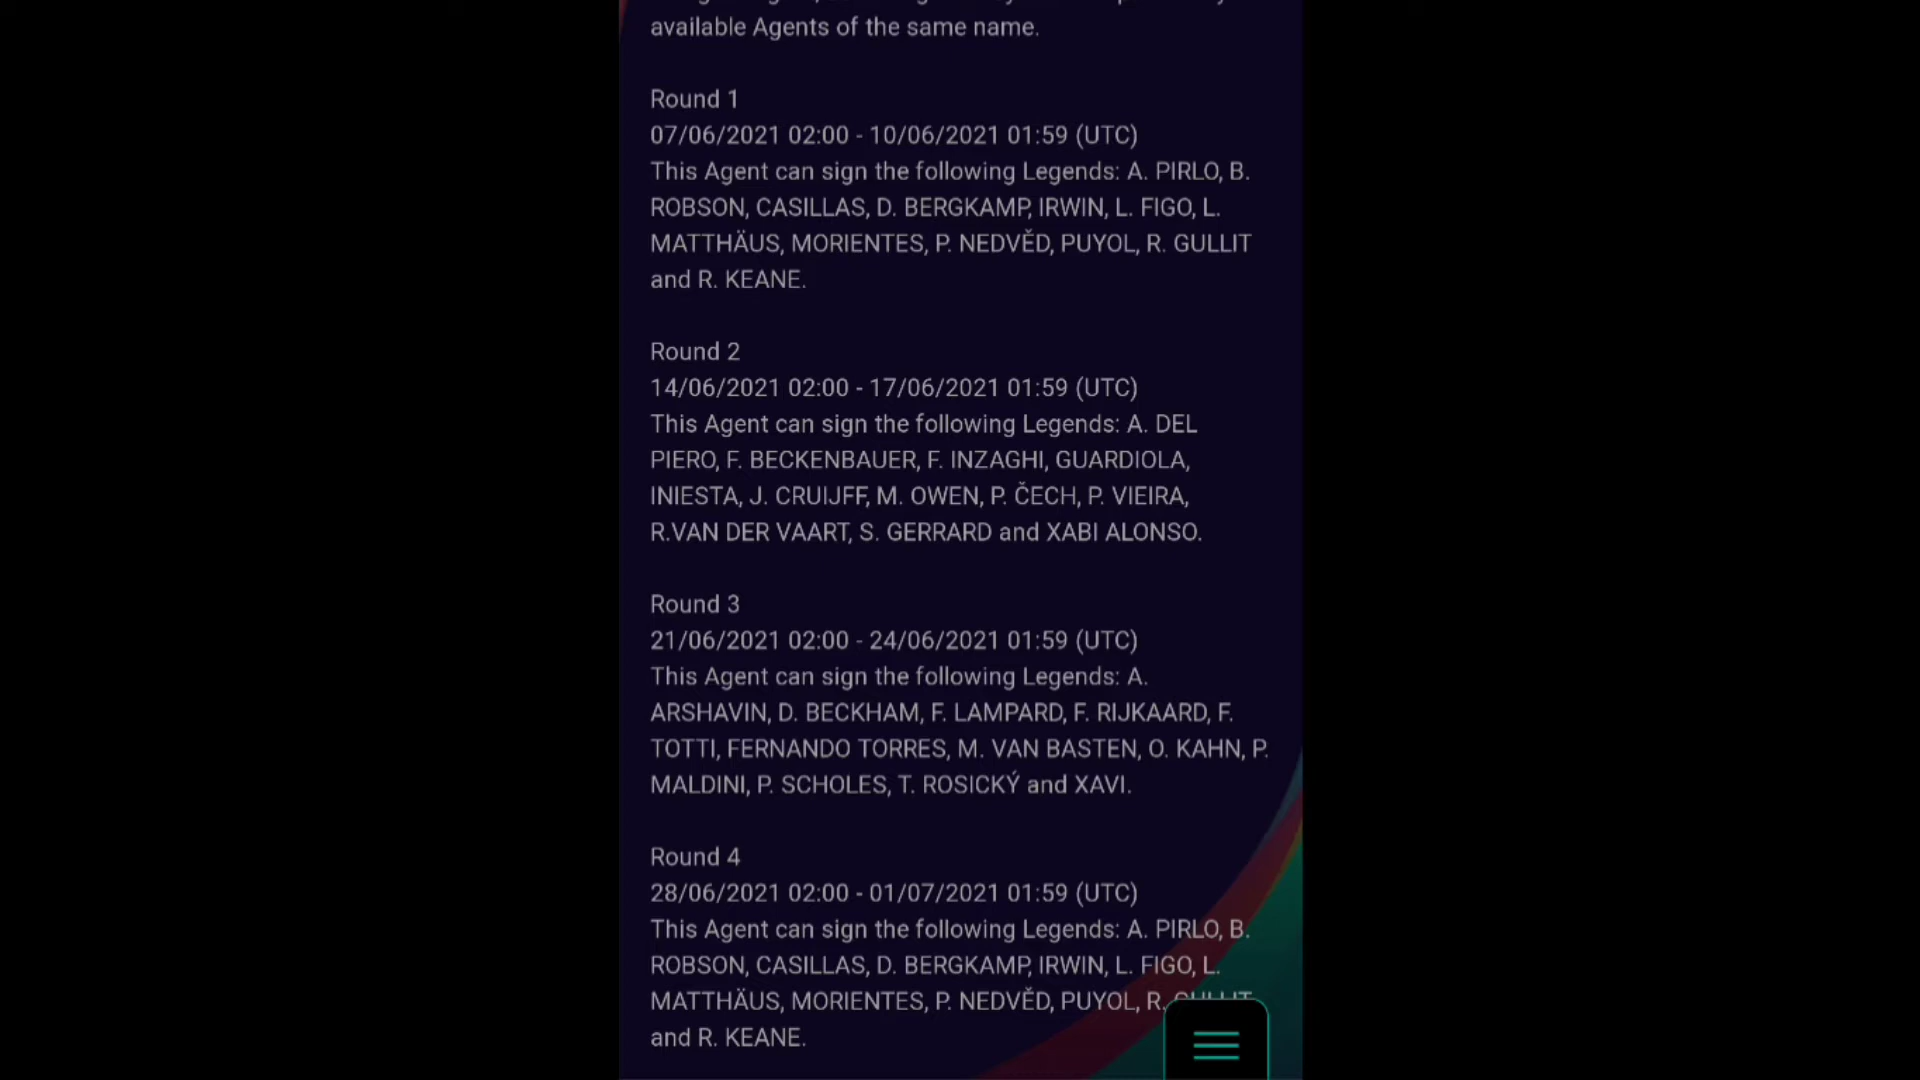 available Agents of the same name.
Round 1
07/06/2021 02:00 - 10/06/2021 01:59 (UTC)
This Agent can sign the following Legends: A. PIRLO, B.
ROBSON, CASILLAS, D. BERGKAMP, IRWIN, L. FIGO, L.
MATTHÄUS, MORIENTES, P. NEDVĚD, PUYOL, R. GULLIT
and R. KEANE.
Round 2
14/06/2021 02:00 - 17/06/2021 01:59 (UTC)
This Agent can sign the following Legends: A. DEL
PIERO, F. BECKENBAUER, F. INZAGHI, GUARDIOLA,
INIESTA, J. CRUIJFF, M. OWEN, P. ČECH, P. VIEIRA,
R.VAN DER VAART, S. GERRARD and XABI ALONSO.
Round 3
21/06/2021 02:00 - 24/06/2021 01:59 (UTC)
This Agent can sign the following Legends: A.
ARSHAVIN, D. BECKHAM, F. LAMPARD, F. RIJKAARD, F.
TOTTI, FERNANDO TORRES, M. VAN BASTEN, O. KAHN, P.
MALDINI, P. SCHOLES, T. ROSICKÝ and XAVI.
Round 4
28/06/2021 02:00 - 01/07/2021 01:59 (UTC)
This Agent can sign the following Legends: A. PIRLO, B.
ROBSON, CASILLAS, D. BERGKAMP, IRWIN, L. FIGO, L.
MATTHÄUS, MORIENTES, P. NEDVĚD, PUYOL, R. GULLIT
and R. KEANE.